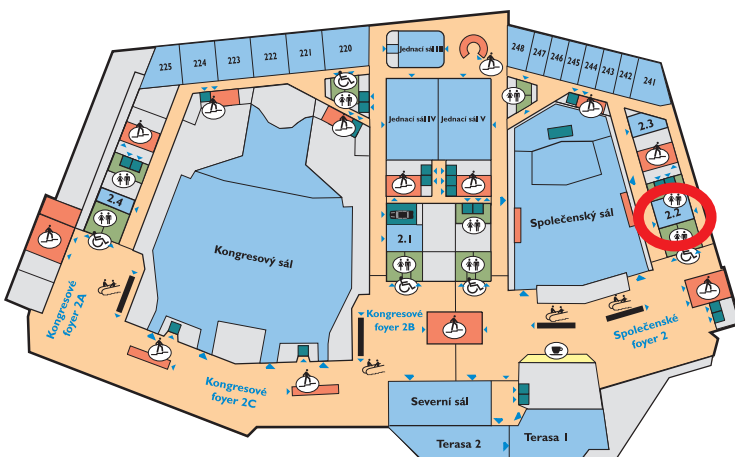 225
224
223
222
221
220
Jednací sál III
248
247
246
245
244
243
242
241
Jednací sál IV
Jednací sál V
2.3
2.4
2.2
Společenský sál
2.1
Kongresový sál
Kongresové
foyer 2A
Kongresové
foyer 2B
Společenské
foyer 2
Kongresové
foyer 2C
Severní sál
Terasa 2
Terasa 1